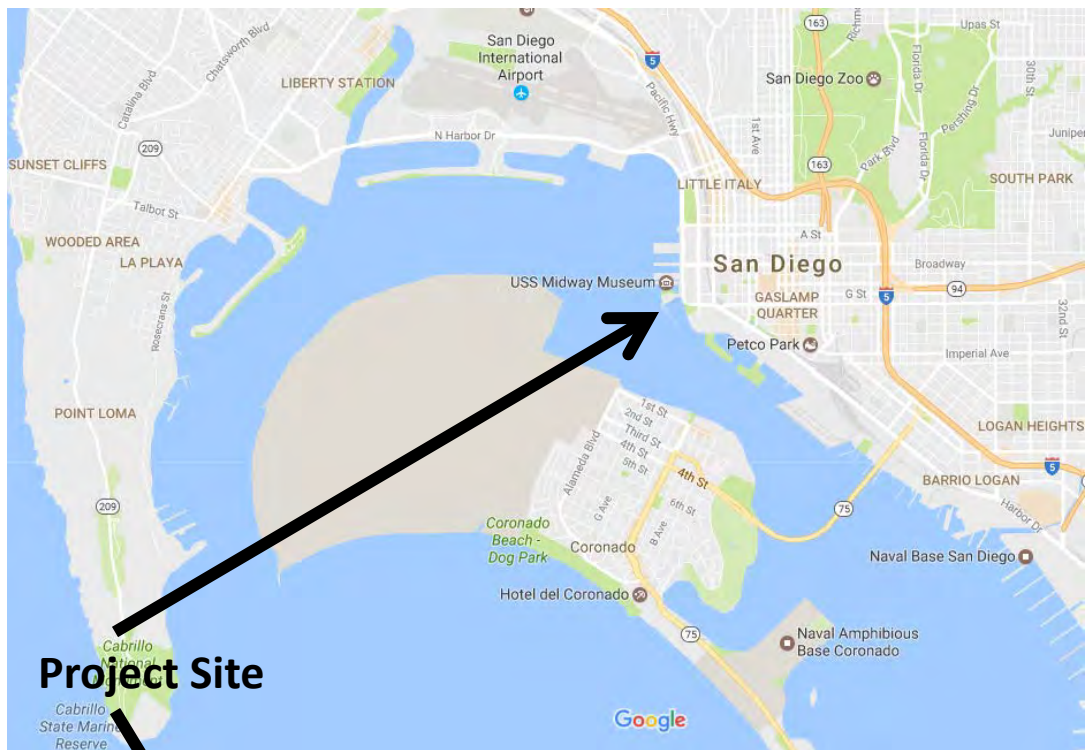 San Diego
International
Airport
163
5
Upas St
Richm
Florida Dr
Florida Dr
30th St
Chatsworth Blvd
Catalina Blvd
LIBERTY STATION
Pacific Hwy
San Diego Zoo
Pershing Dr
1st Ave
N Harbor Dr
Juniper
209
Park Blvd
163
SUNSET CLIFFS
LITTLE ITALY
SOUTH PARK
Talbot St
A St
WOODED AREA
LA PLAYA
San Diego
Broadway
USS Midway Museum
G St
5
94
GASLAMP
QUARTER
32nd St
Rosecrans St
Petco Park
Imperial Ave
POINT LOMA
1st St
2nd St
Third St
4th St
5th St
LOGAN HEIGHTS
Alameda Blvd
4th St
5
BARRIO LOGAN
209
G Ave
6th St
75
Harbor Dr
Coronado
Beach -
Dog Park
B Ave
Coronado
Naval Base San Diego
Hotel del Coronado
75
Naval Amphibious
Base Coronado
Cabrillo
National
Project Site
Cabrillo
State Marine
Reserve
Google